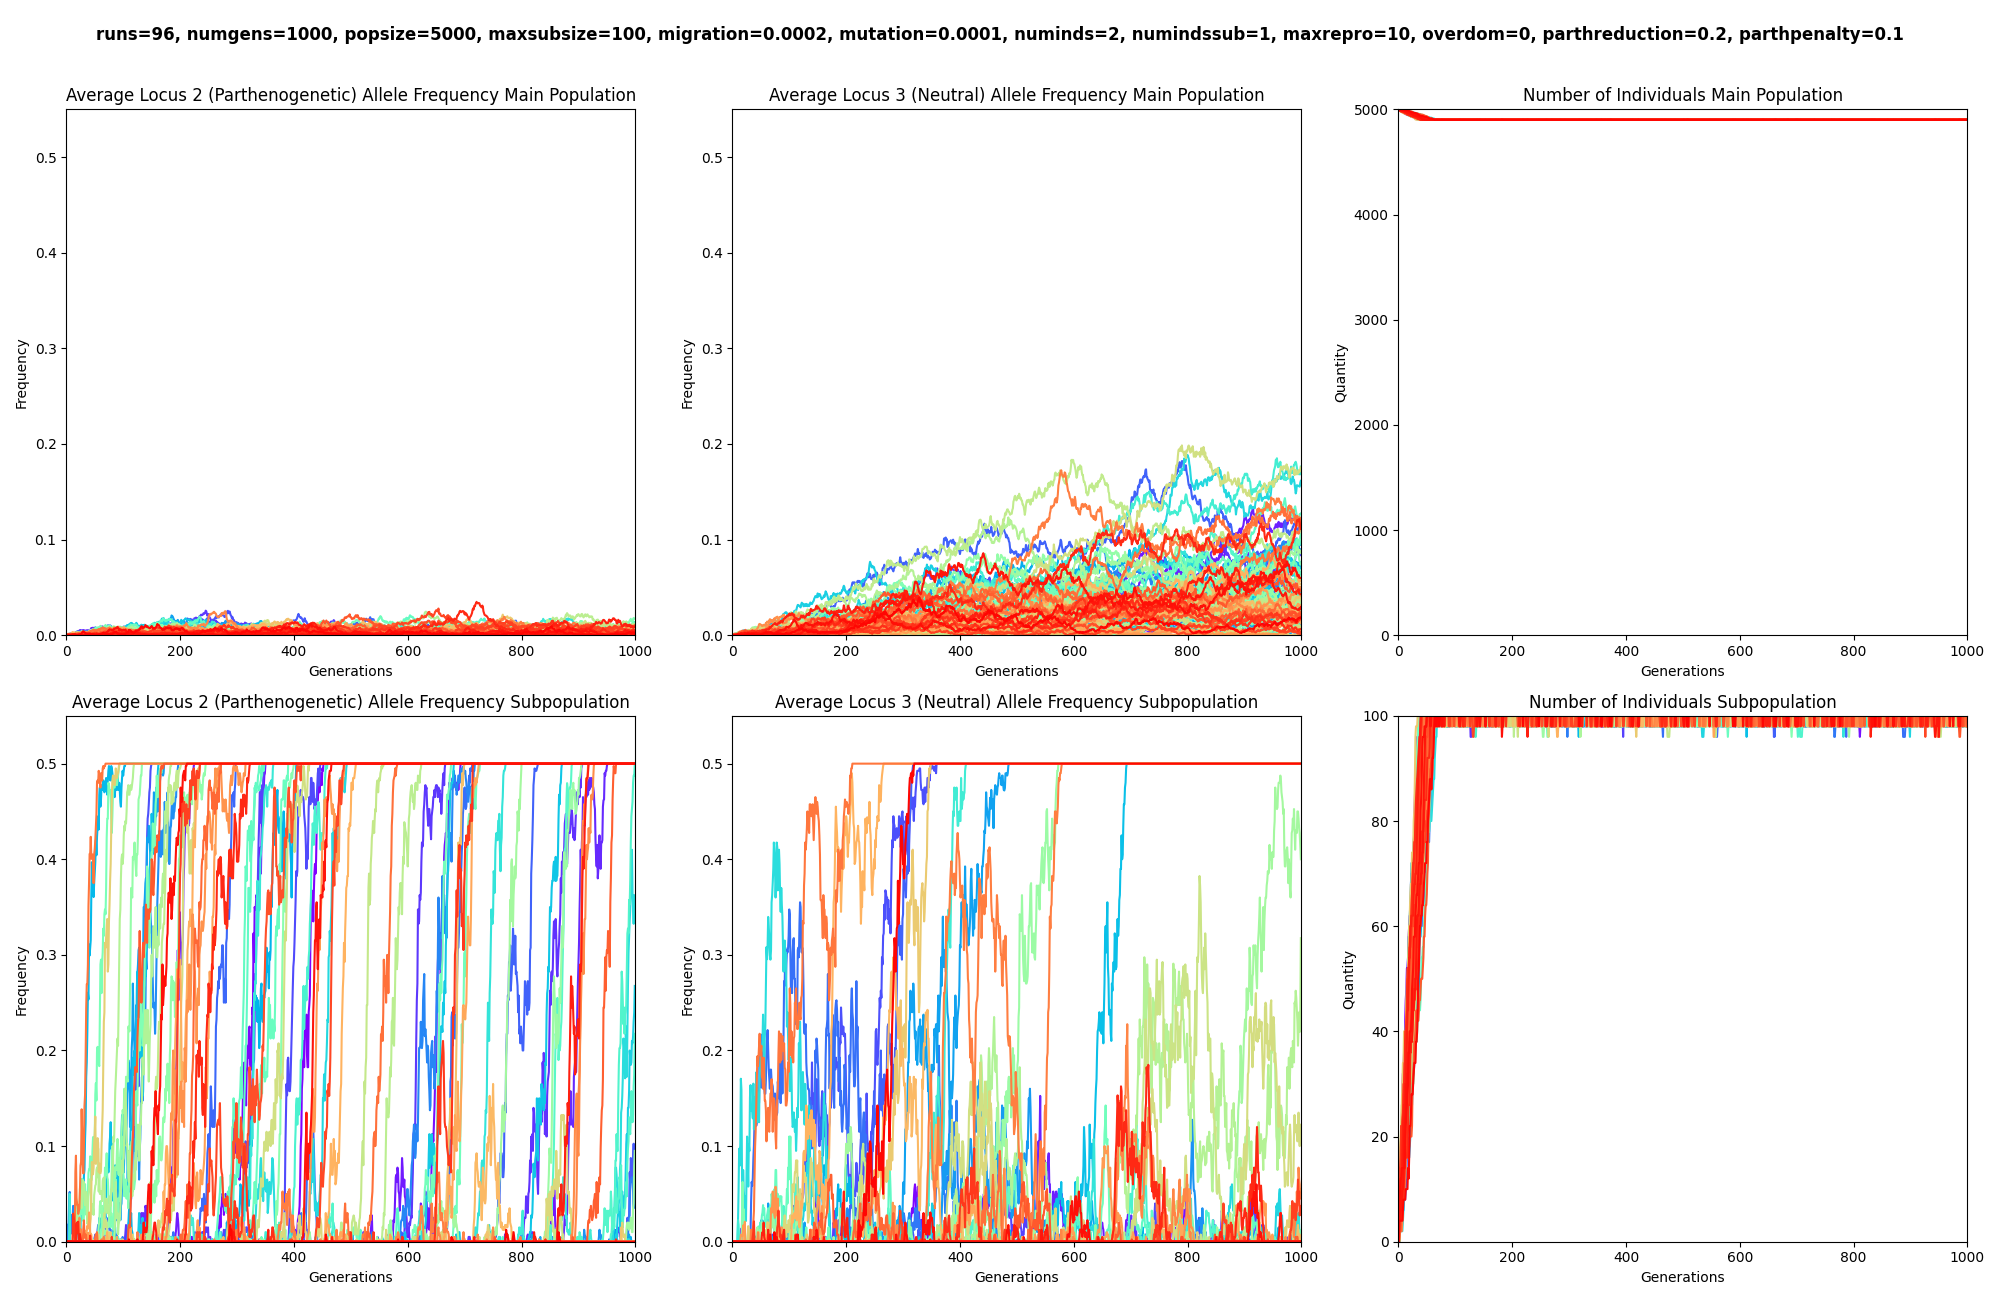 runs=96, numgens=1000, popsize=5000, maxsubsize=100, migration=0.0002, mutation=0.0001, numinds=2, numindssub=1, maxrepro=10, overdom=0, parthreduction=0.2, parthpenalty=0.1
Average Locus 2 (Parthenogenetic) Allele Frequency Main Population
Frequency
0.5
0.4
0.3
0.2
0.1
0.0
0 200 400 600 800 1000
Generations
Average Locus 3 (Neutral) Allele Frequency Main Population
Frequency
0.5
0.4
0.3
0.2
0.1
0.0
0 200 400 600 800 1000
Generations
Number of Individuals Main Population
Quantity
5000
4000
3000
2000
1000
0
0 200 400 600 800 1000
Generations
Average Locus 2 (Parthenogenetic) Allele Frequency Subpopulation
Frequency
0.5
0.4
0.3
0.2
0.1
0.0
0 200 400 600 800 1000
Generations
Average Locus 3 (Neutral) Allele Frequency Subpopulation
Frequency
0.5
0.4
0.3
0.2
0.1
0.0
0 200 400 600 800 1000
Generations
Number of Individuals Subpopulation
Quantity
100
80
60
40
20
0
0 200 400 600 800 1000
Generations